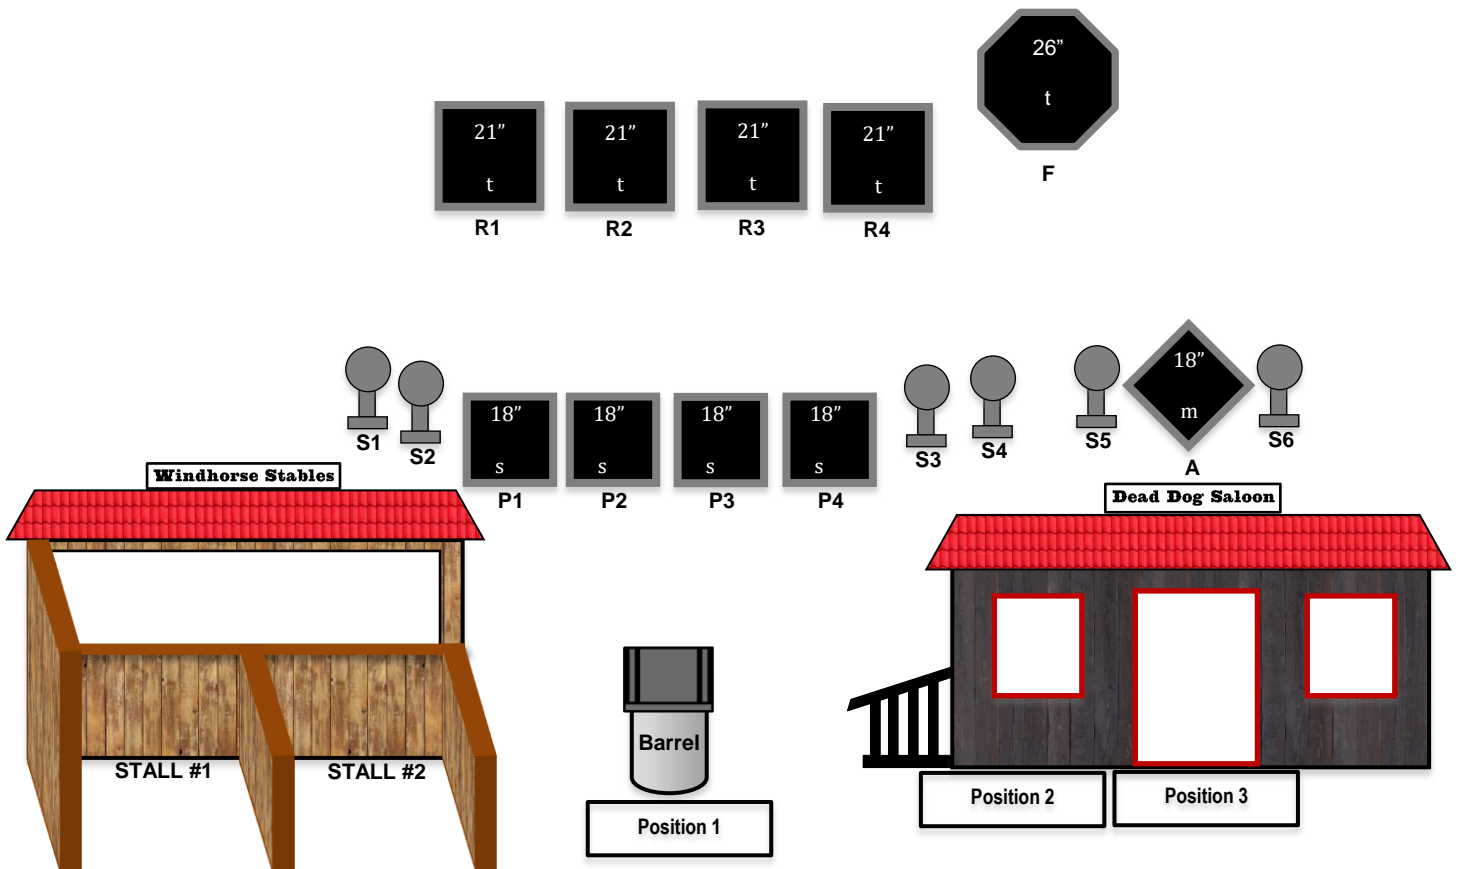 26”
t
F
21”
t
R1
21”
t
R2
21”
t
R3
21”
t
R4
S1
S2
18”
s
P1
18”
s
P2
18”
s
P3
18”
s
P4
S3
S4
S5
18”
m
A
S6
Windhorse Stables
Dead Dog Saloon
STALL #1
STALL #2
Barrel
Position 1
Position 2
Position 3